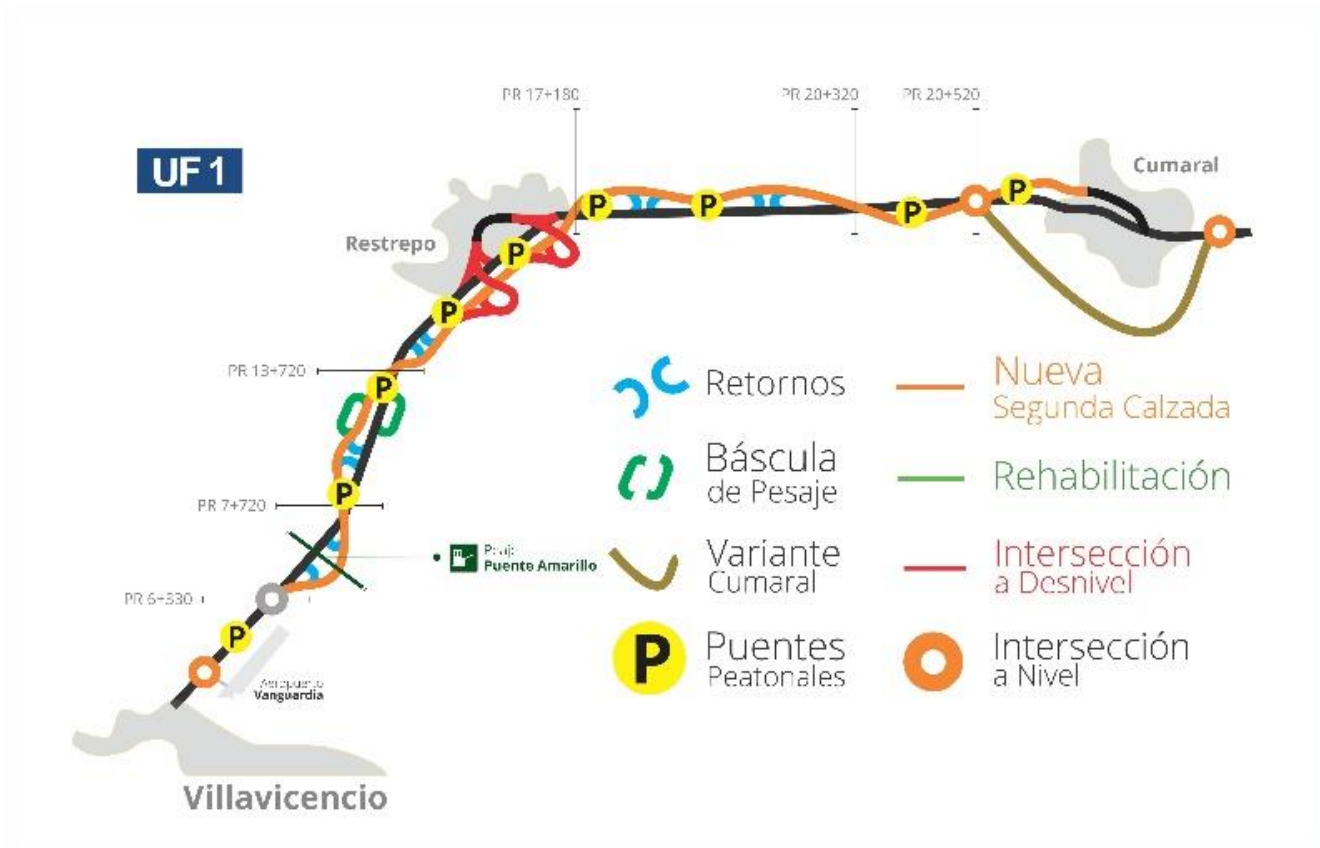 PR 17+180
PR 20+320
PR 20+520
UF 1
Cumaral
Restrepo
P
P
P
P
P
P
PR 13+720
P
Retornos
Nueva
Segunda Calzada
Báscula
de Pesaje
Rehabilitación
P
PR 7+720
Peaje
Puente Amarillo
Variante
Cumaral
Intersección
a Desnivel
PR 6+330
P
P
Puentes
Peatonales
Intersección
a Nivel
Aeropuerto
Vanguardia
Villavicencio